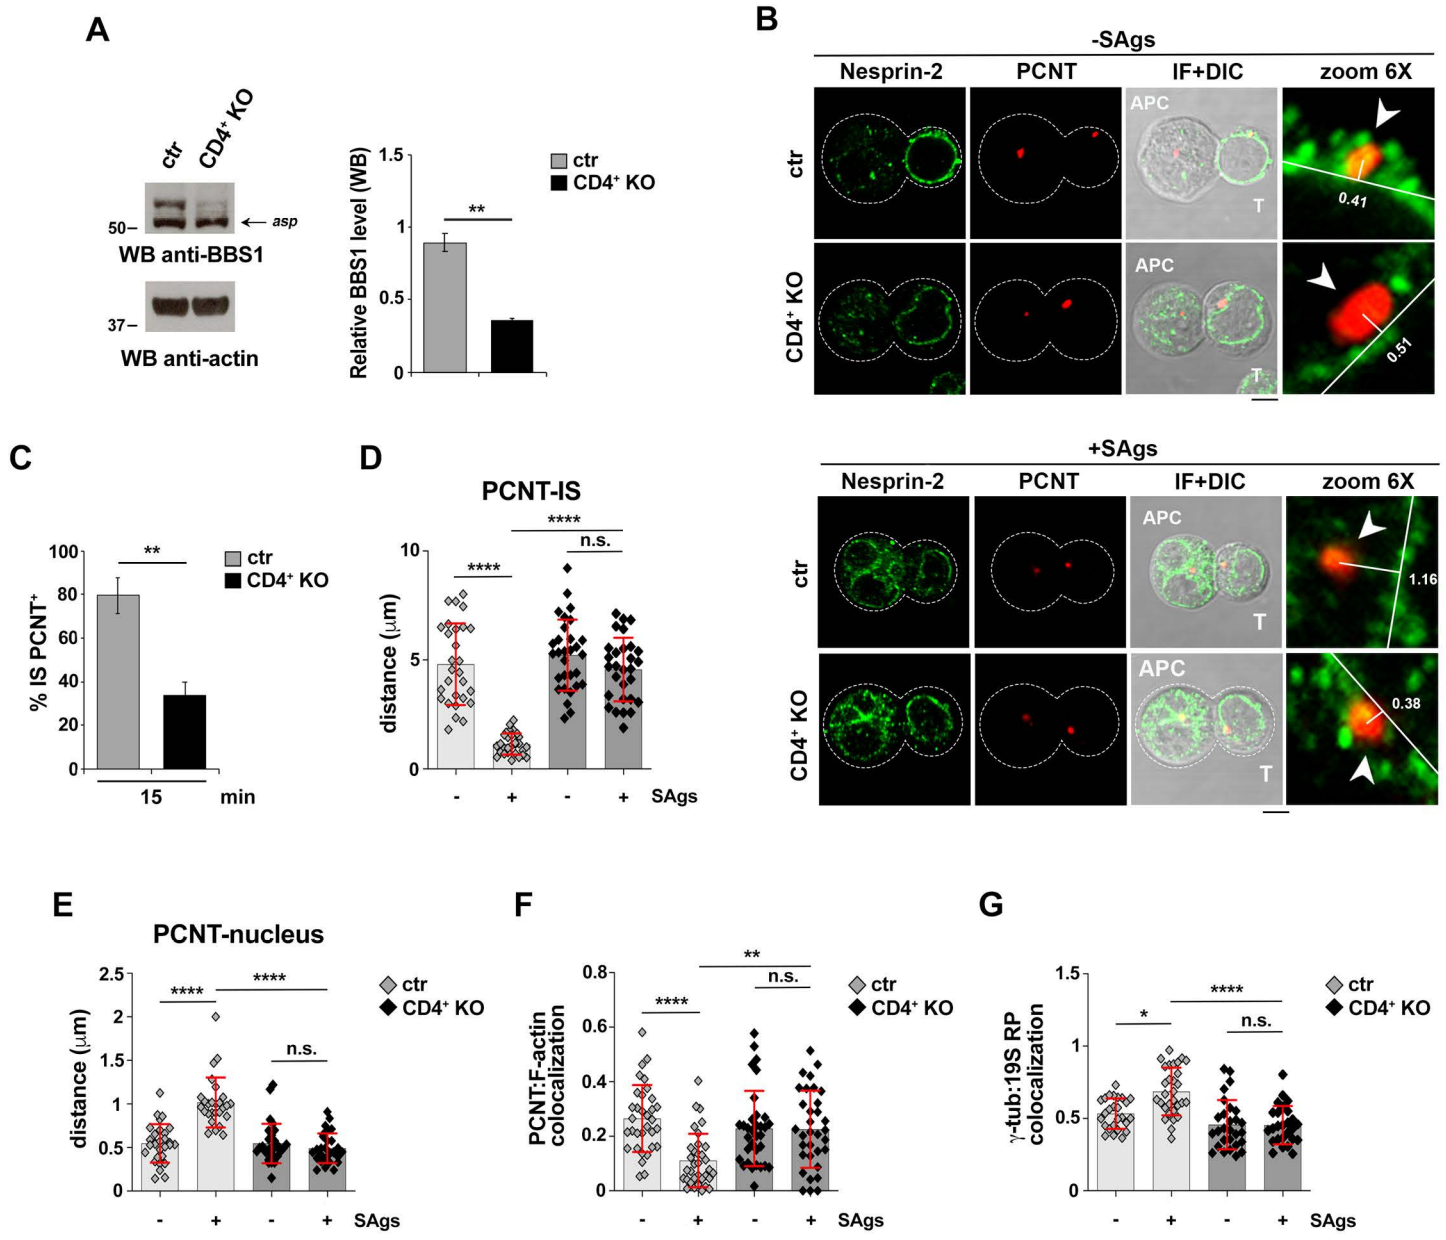 A
ctr
CD4⁺ KO
50–
← asp
WB anti-BBS1
37–
WB anti-actin
Relative BBS1 level (WB)
1.5
1
0.5
0
**
ctr
CD4⁺ KO
B
-SAgs
Nesprin-2 PCNT IF+DIC zoom 6X
ctr
APC
T
0.41
CD4⁺ KO
APC
T
0.51
+SAgs
Nesprin-2 PCNT IF+DIC zoom 6X
ctr
APC
T
1.16
CD4⁺ KO
APC
T
0.38
C
% IS PCNT⁺
100
80
60
40
20
0
**
ctr
CD4⁺ KO
15 min
D
PCNT-IS
distance (µm)
10
5
0
****
****
n.s.
- + - + SAgs
E
PCNT-nucleus
distance (µm)
2.5
2
1.5
1
0.5
0
****
****
n.s.
- + - + SAgs
ctr
CD4⁺ KO
F
PCNT:F-actin
colocalization
0.8
0.6
0.4
0.2
0
****
**
n.s.
- + - + SAgs
ctr
CD4⁺ KO
G
γ-tub:19S RP
colocalization
1.5
1
0.5
0
*
****
n.s.
- + - + SAgs
ctr
CD4⁺ KO